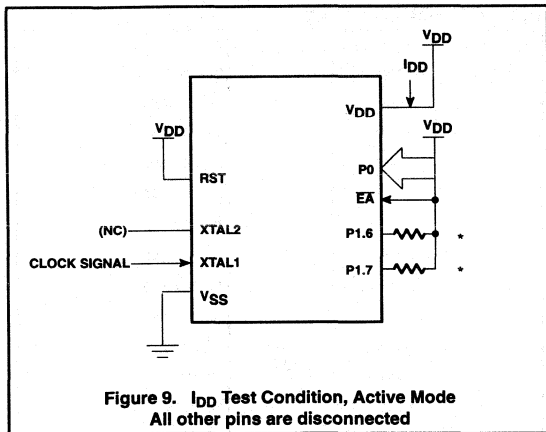 VDD
IDD
VDD
VDD
VDD
P0
RST
EA
(NC)
XTAL2
P1.6
*
CLOCK SIGNAL
XTAL1
P1.7
*
VSS
Figure 9. IDD Test Condition, Active Mode
All other pins are disconnected